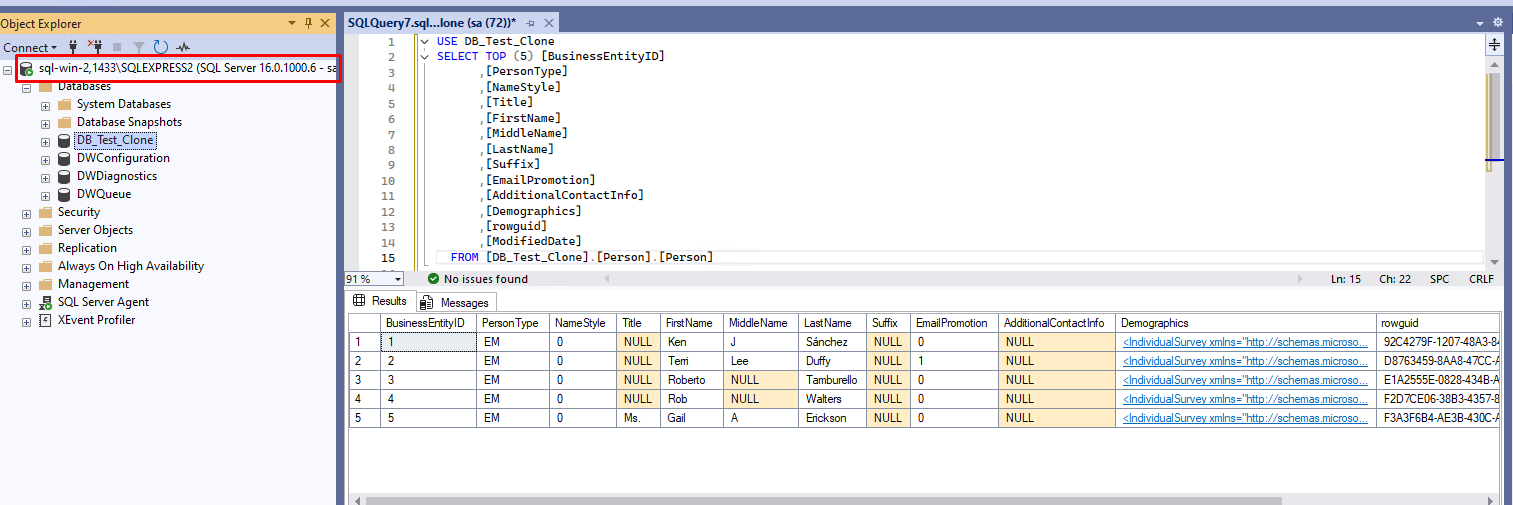 Object Explorer
Connect
sql-win-2,1433\SQLEXPRESS2 (SQL Server 16.0.1000.6 - sa
Databases
System Databases
Database Snapshots
DB_Test_Clone
DWConfiguration
DWDiagnostics
DWQueue
Security
Server Objects
Replication
Always On High Availability
Management
SQL Server Agent
XEvent Profiler
SQLQuery7.sql...lone (sa (72))*
1 USE DB_Test_Clone
2 SELECT TOP (5) [BusinessEntityID]
3 ,[PersonType]
4 ,[NameStyle]
5 ,[Title]
6 ,[FirstName]
7 ,[MiddleName]
8 ,[LastName]
9 ,[Suffix]
10 ,[EmailPromotion]
11 ,[AdditionalContactInfo]
12 ,[Demographics]
13 ,[rowguid]
14 ,[ModifiedDate]
15 FROM [DB_Test_Clone].[Person].[Person]
91 % No issues found Ln: 15 Ch: 22 SPC CRLF
Results Messages
BusinessEntityID PersonType NameStyle Title FirstName MiddleName LastName Suffix EmailPromotion AdditionalContactInfo Demographics rowguid
1 1 EM 0 NULL Ken J Sánchez NULL 0 NULL <IndividualSurvey xmlns="http://schemas.microso... 92C4279F-1207-48A3-84
2 2 EM 0 NULL Terri Lee Duffy NULL 1 NULL <IndividualSurvey xmlns="http://schemas.microso... D8763459-8AA8-47CC-A
3 3 EM 0 NULL Roberto NULL Tamburello NULL 0 NULL <IndividualSurvey xmlns="http://schemas.microso... E1A2555E-0828-434B-A
4 4 EM 0 NULL Rob NULL Walters NULL 0 NULL <IndividualSurvey xmlns="http://schemas.microso... F2D7CE06-38B3-4357-8
5 5 EM 0 Ms. Gail A Erickson NULL 0 NULL <IndividualSurvey xmlns="http://schemas.microso... F3A3F6B4-AE3B-430C-A